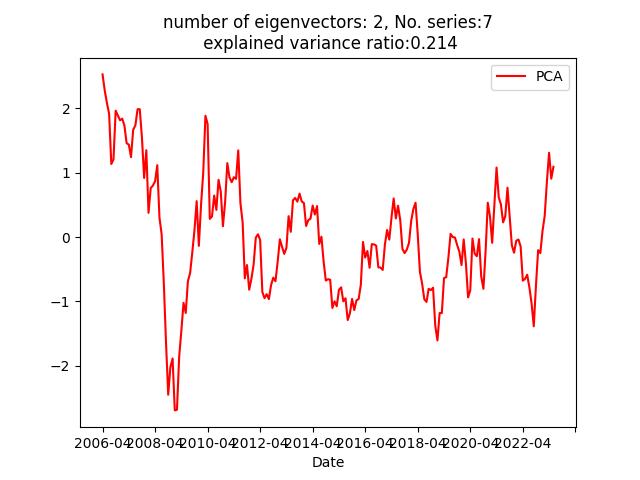 number of eigenvectors: 2, No. series:7
explained variance ratio:0.214
PCA
2
1
0
−1
−2
2006-04 2008-04 2010-04 2012-04 2014-04 2016-04 2018-04 2020-04 2022-04
Date